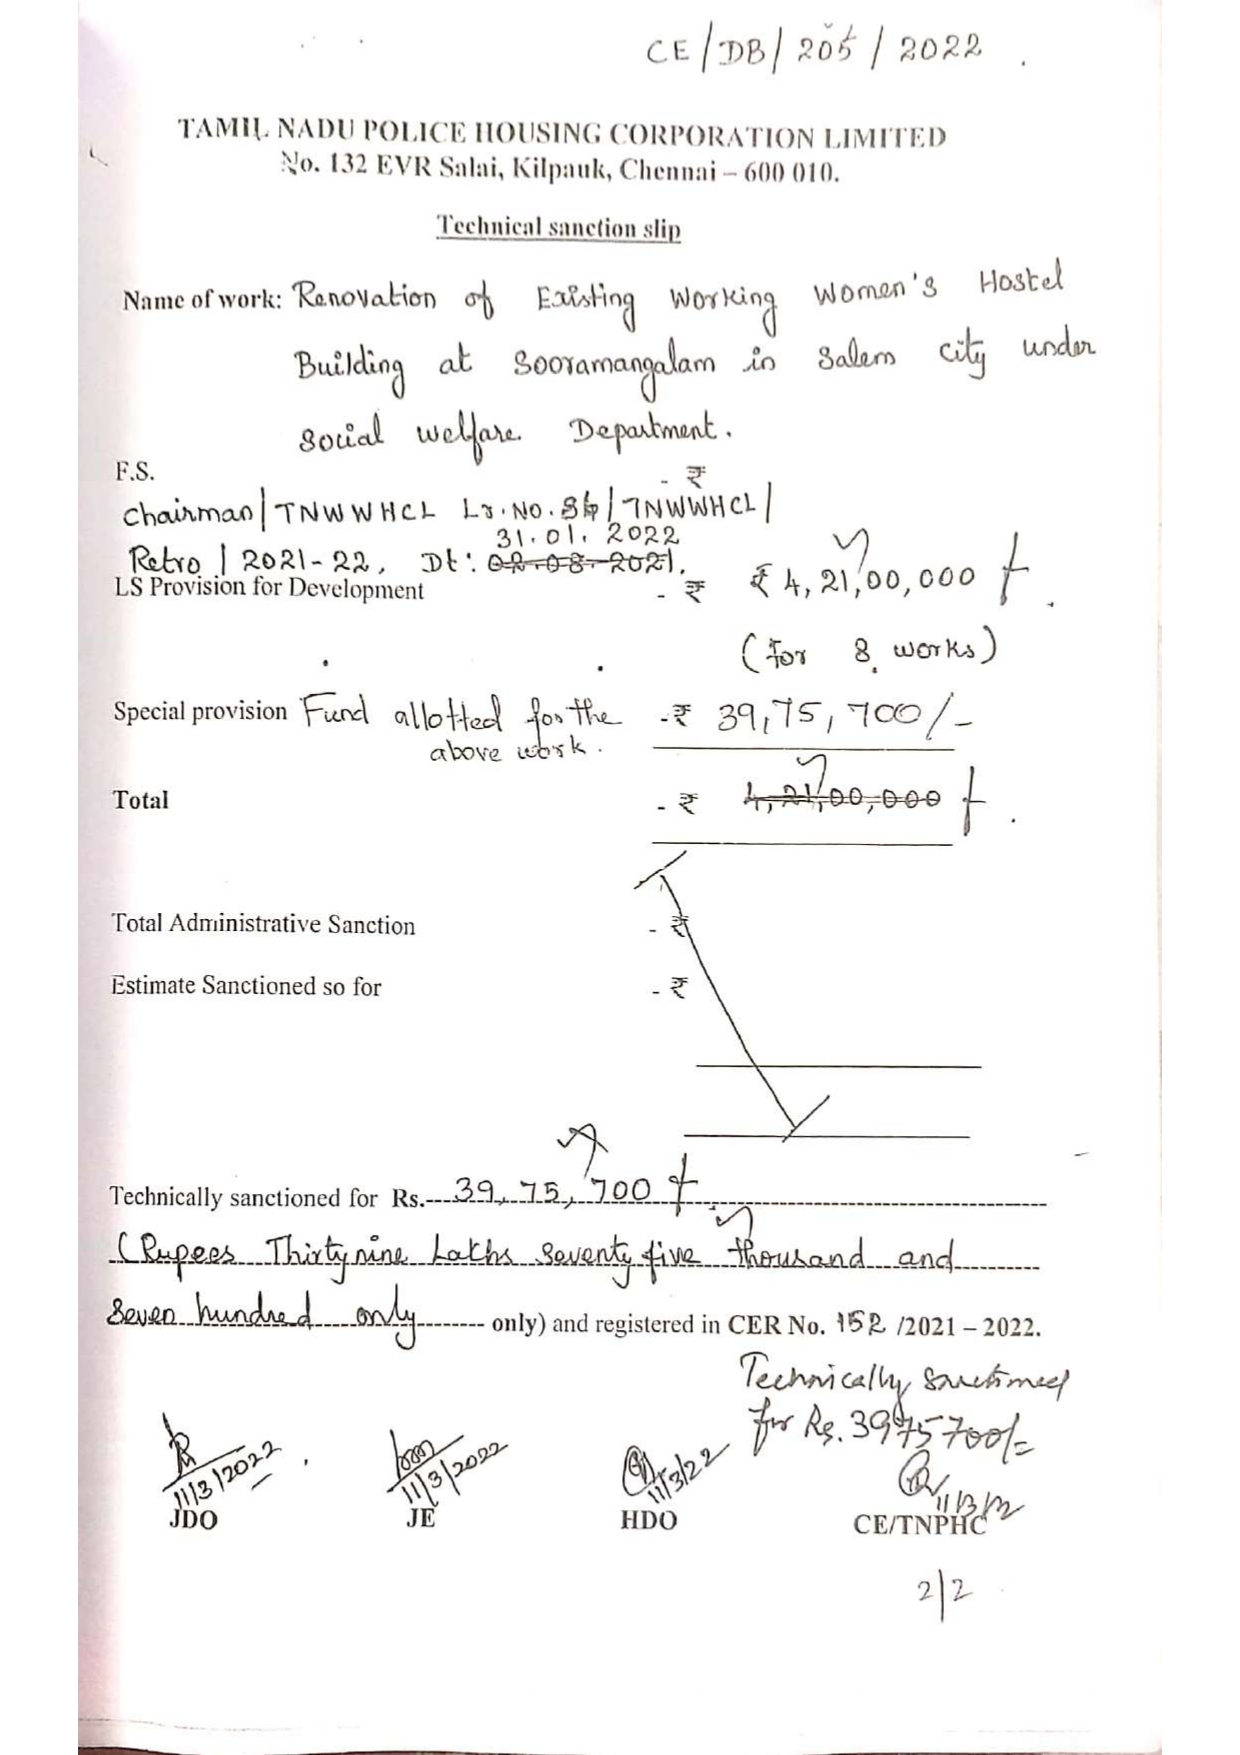 CE/DB/205/2022
TAMIL NADU POLICE HOUSING CORPORATION LIMITED
No. 132 EVR Salai, Kilpauk, Chennai – 600 010.
Technical sanction slip
Name of work: Renovation of Existing Working Women's Hostel
Building at Sooramangalam in Salem city under
Social welfare Department.
F.S. - ₹
Chairman/TNWWHCL Lr.No. /TNWWHCL/
31.01.2022
Retro/2021-22, Dt: 02.08.2021.
LS Provision for Development - ₹ ₹ 4,21,00,000/-
(for 8 works)
Special provision Fund allotted for the - ₹ 39,75,700/-
above work.
Total - ₹ 4,21,00,000/-
Total Administrative Sanction - ₹
Estimate Sanctioned so for - ₹
Technically sanctioned for Rs. 39,75,700/-
(Rupees Thirty nine Lakhs Seventy five thousand and
Seven hundred only only) and registered in CER No. 152 /2021 – 2022.
Technically Sanctioned
for Rs. 3975700/=
11/3/2022 11/3/2022 11/3/22 11/3/22
JDO JE HDO CE/TNPHC
2/2